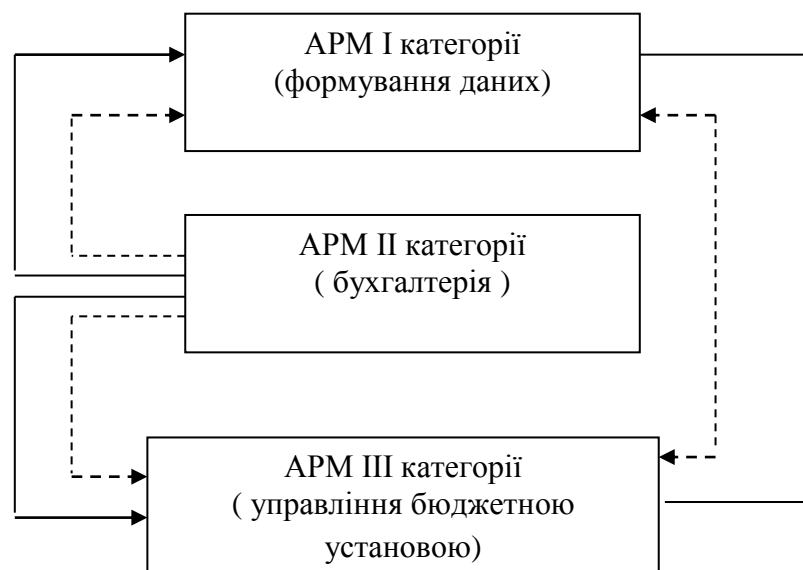 АРМ І категорії
(формування даних)
АРМ ІІ категорії
( бухгалтерія )
АРМ ІІІ категорії
( управління бюджетною
установою)